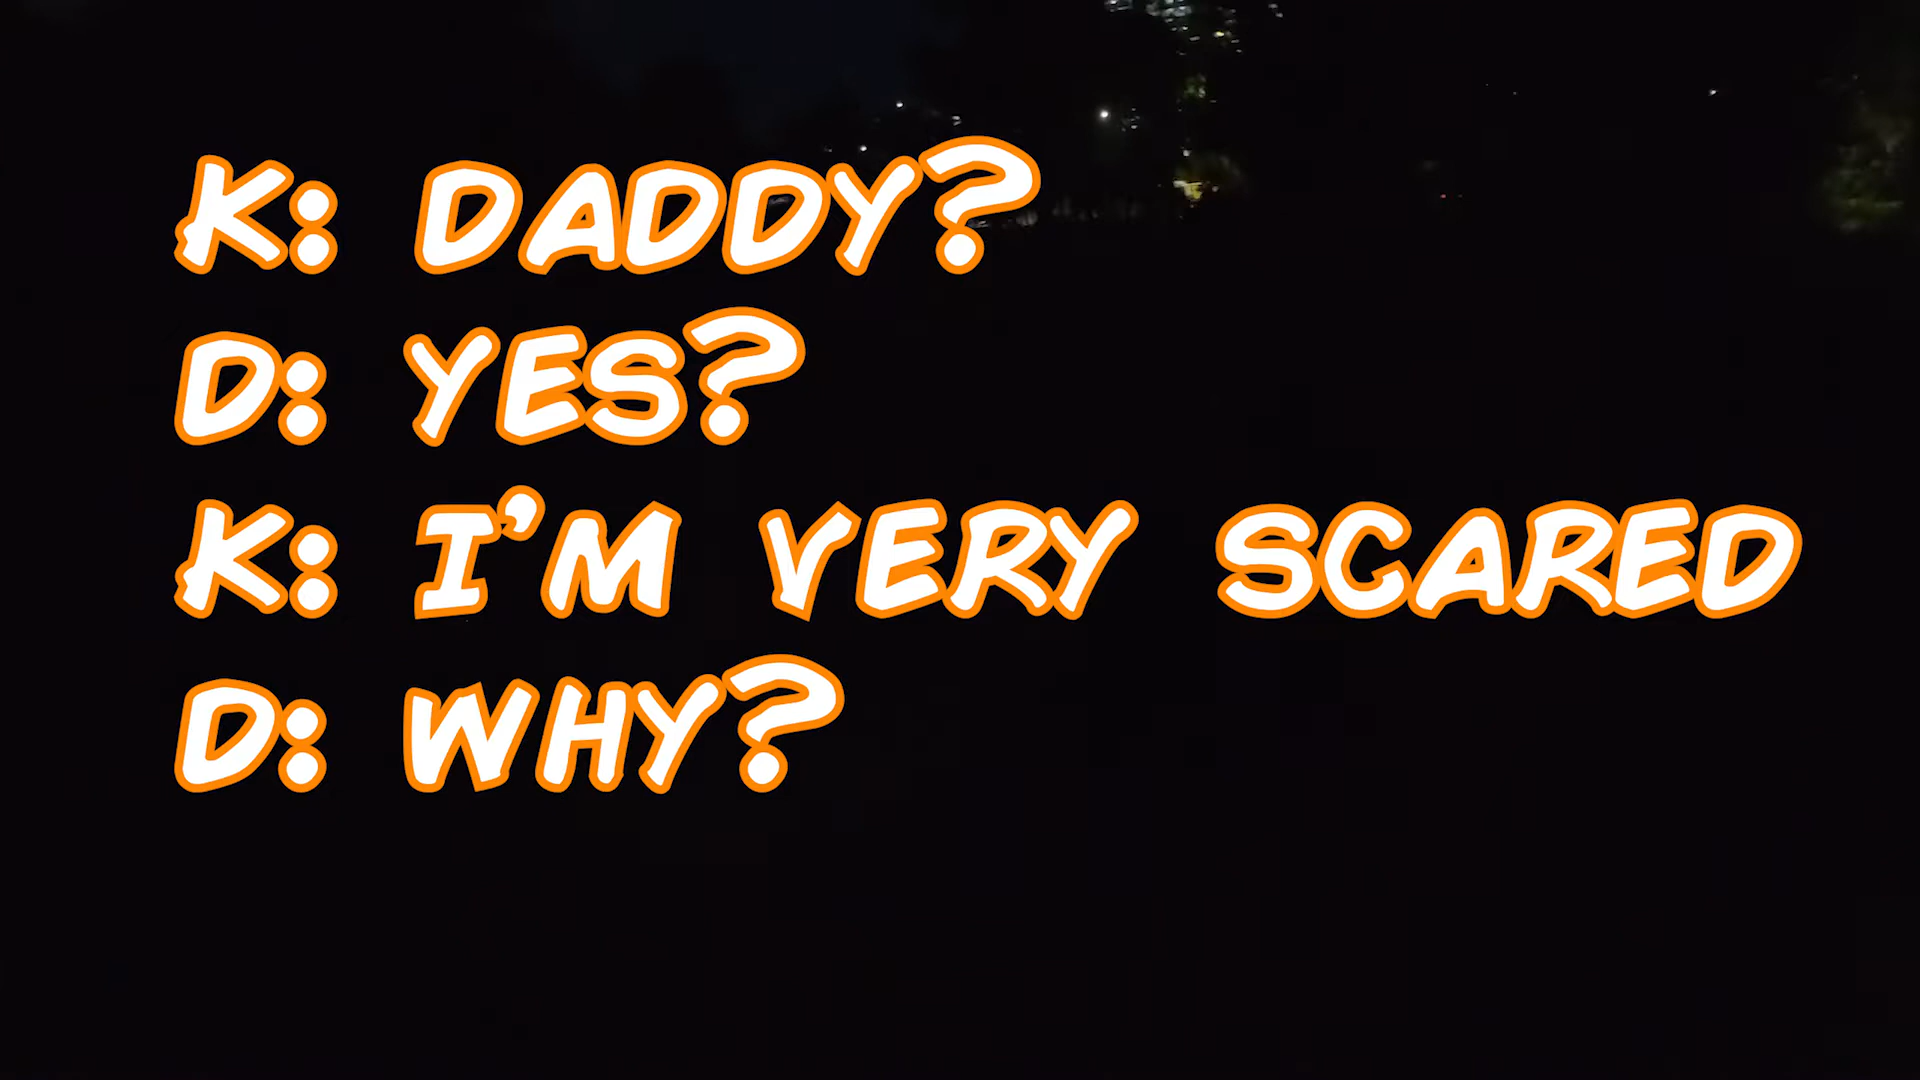 K: DADDY?
D: YES?
K: I'M VERY SCARED
D: WHY?